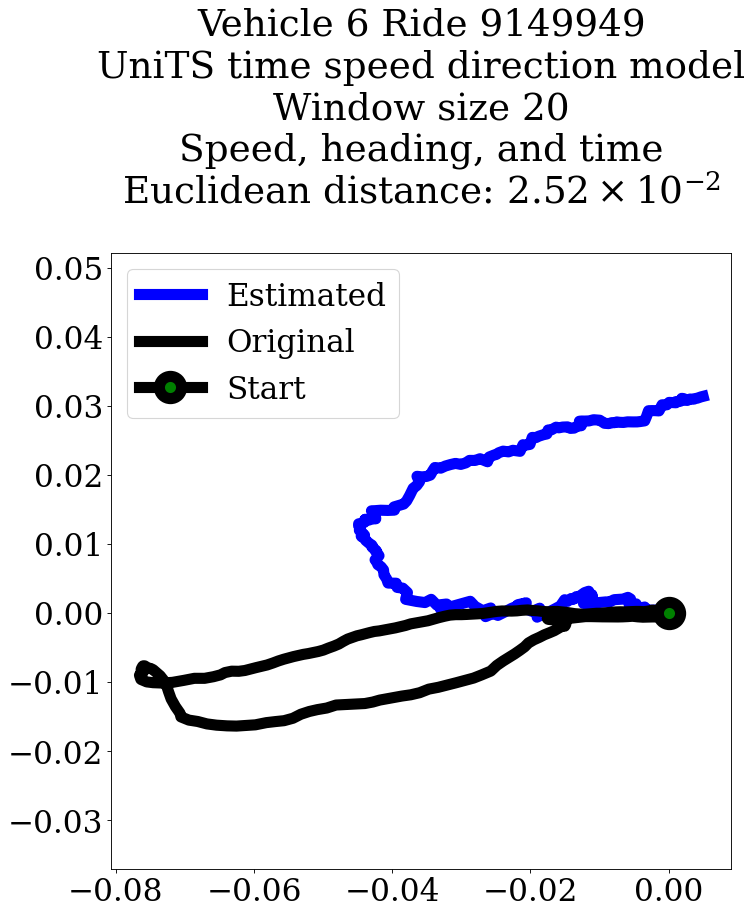 Vehicle 6 Ride 9149949
UniTS time speed direction model
Window size 20
Speed, heading, and time
Euclidean distance: 2.52 × 10⁻²
Estimated
Original
Start
0.05
0.04
0.03
0.02
0.01
0.00
−0.01
−0.02
−0.03
−0.08 −0.06 −0.04 −0.02 0.00